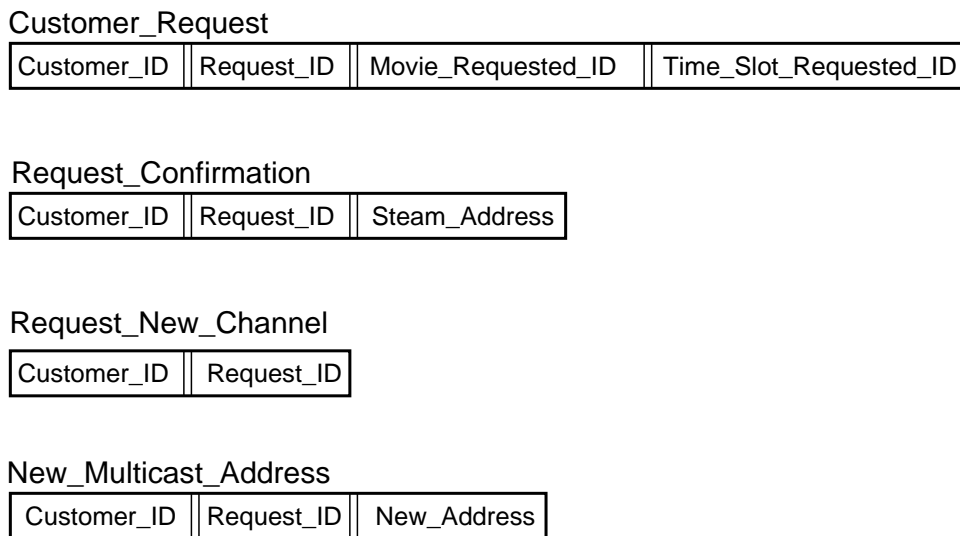 Customer_Request
Customer_ID Request_ID Movie_Requested_ID Time_Slot_Requested_ID
Request_Confirmation
Customer_ID Request_ID Steam_Address
Request_New_Channel
Customer_ID Request_ID
New_Multicast_Address
Customer_ID Request_ID New_Address